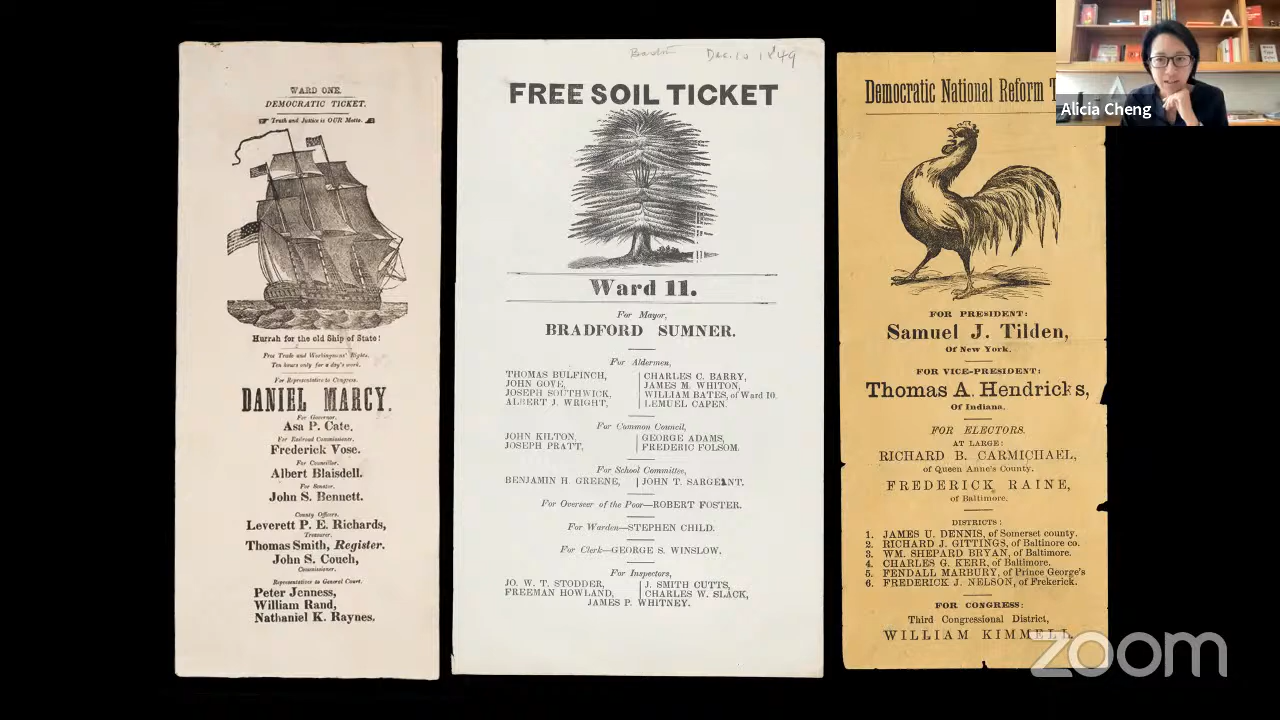 WARD ONE.
DEMOCRATIC TICKET.
Truth and Justice is OUR Motto.
Hurrah for the old Ship of State!
Free Trade and Workingmens' Rights.
Ten hours only for a day's work.
For Representative to Congress.
DANIEL MARCY.
For Governor.
Asa P. Cate.
For Railroad Commissioner.
Frederick Vose.
For Councillor.
Albert Blaisdell.
For Senator.
John S. Bennett.
County Officers.
Leverett P. E. Richards,
Treasurer.
Thomas Smith, Register.
John S. Couch,
Commissioner.
Representatives to General Court.
Peter Jenness,
William Rand,
Nathaniel K. Raynes.
Dec. 10 1849
FREE SOIL TICKET
Ward 11.
For Mayor,
BRADFORD SUMNER.
For Aldermen,
THOMAS BULFINCH,
JOHN GOVE,
JOSEPH SOUTHWICK,
ALBERT J. WRIGHT,
CHARLES C. BARRY,
JAMES M. WHITON,
WILLIAM BATES, of Ward 10.
LEMUEL CAPEN.
For Common Council,
JOHN KILTON,
JOSEPH PRATT,
GEORGE ADAMS,
FREDERIC FOLSOM.
For School Committee,
BENJAMIN H. GREENE,
JOHN T. SARGEANT.
For Overseer of the Poor—ROBERT FOSTER.
For Warden—STEPHEN CHILD.
For Clerk—GEORGE S. WINSLOW.
For Inspectors,
JO. W. T. STODDER,
FREEMAN HOWLAND,
J. SMITH CUTTS,
CHARLES W. SLACK,
JAMES P. WHITNEY.
Democratic National Reform
FOR PRESIDENT:
Samuel J. Tilden,
Of New York.
FOR VICE-PRESIDENT:
Thomas A. Hendricks,
Of Indiana.
FOR ELECTORS.
AT LARGE:
RICHARD B. CARMICHAEL,
of Queen Anne's County.
FREDERICK RAINE,
of Baltimore.
DISTRICTS:
1. JAMES U. DENNIS, of Somerset county.
2. RICHARD J. GITTINGS, of Baltimore co.
3. WM. SHEPARD BRYAN, of Baltimore.
4. CHARLES G. KERR, of Baltimore.
5. FENDALL MARBURY, of Prince George's
6. FREDERICK J. NELSON, of Frekerick.
FOR CONGRESS:
Third Congressional District,
WILLIAM KIMMELL.
Alicia Cheng
zoom